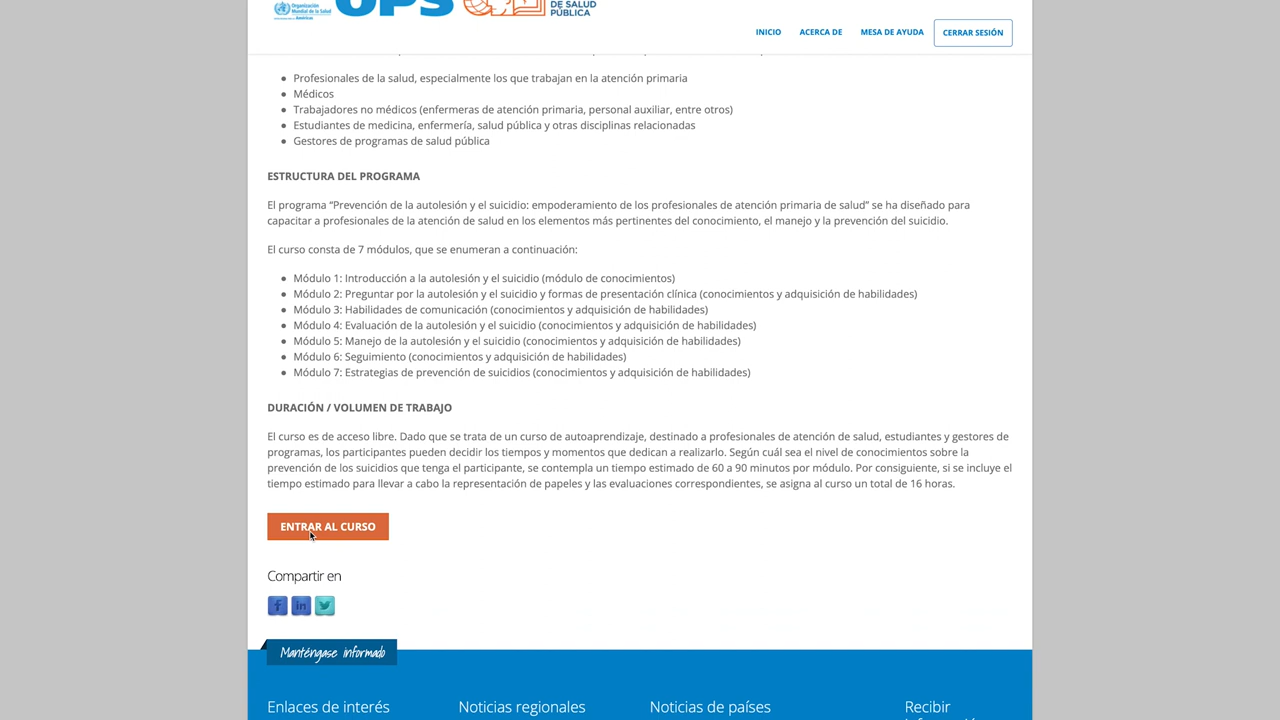 Organización
Mundial de la Salud
Américas
OPS
DE SALUD
PÚBLICA
INICIO ACERCA DE MESA DE AYUDA CERRAR SESIÓN
Profesionales de la salud, especialmente los que trabajan en la atención primaria
Médicos
Trabajadores no médicos (enfermeras de atención primaria, personal auxiliar, entre otros)
Estudiantes de medicina, enfermería, salud pública y otras disciplinas relacionadas
Gestores de programas de salud pública
ESTRUCTURA DEL PROGRAMA
El programa “Prevención de la autolesión y el suicidio: empoderamiento de los profesionales de atención primaria de salud” se ha diseñado para
capacitar a profesionales de la atención de salud en los elementos más pertinentes del conocimiento, el manejo y la prevención del suicidio.
El curso consta de 7 módulos, que se enumeran a continuación:
Módulo 1: Introducción a la autolesión y el suicidio (módulo de conocimientos)
Módulo 2: Preguntar por la autolesión y el suicidio y formas de presentación clínica (conocimientos y adquisición de habilidades)
Módulo 3: Habilidades de comunicación (conocimientos y adquisición de habilidades)
Módulo 4: Evaluación de la autolesión y el suicidio (conocimientos y adquisición de habilidades)
Módulo 5: Manejo de la autolesión y el suicidio (conocimientos y adquisición de habilidades)
Módulo 6: Seguimiento (conocimientos y adquisición de habilidades)
Módulo 7: Estrategias de prevención de suicidios (conocimientos y adquisición de habilidades)
DURACIÓN / VOLUMEN DE TRABAJO
El curso es de acceso libre. Dado que se trata de un curso de autoaprendizaje, destinado a profesionales de atención de salud, estudiantes y gestores de
programas, los participantes pueden decidir los tiempos y momentos que dedican a realizarlo. Según cuál sea el nivel de conocimientos sobre la
prevención de los suicidios que tenga el participante, se contempla un tiempo estimado de 60 a 90 minutos por módulo. Por consiguiente, si se incluye el
tiempo estimado para llevar a cabo la representación de papeles y las evaluaciones correspondientes, se asigna al curso un total de 16 horas.
ENTRAR AL CURSO
Compartir en
Manténgase informado
Enlaces de interés Noticias regionales Noticias de países Recibir